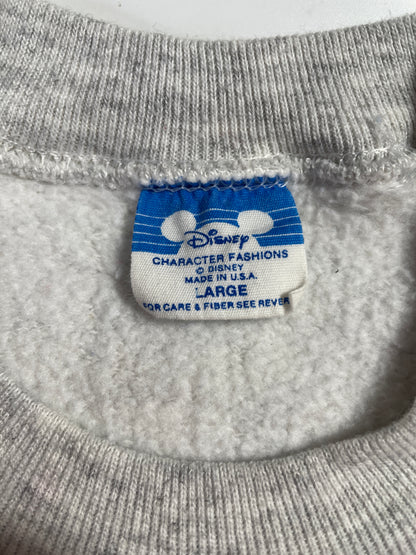 Disney
CHARACTER FASHIONS
© DISNEY
MADE IN U.S.A.
LARGE
FOR CARE & FIBER SEE REVER